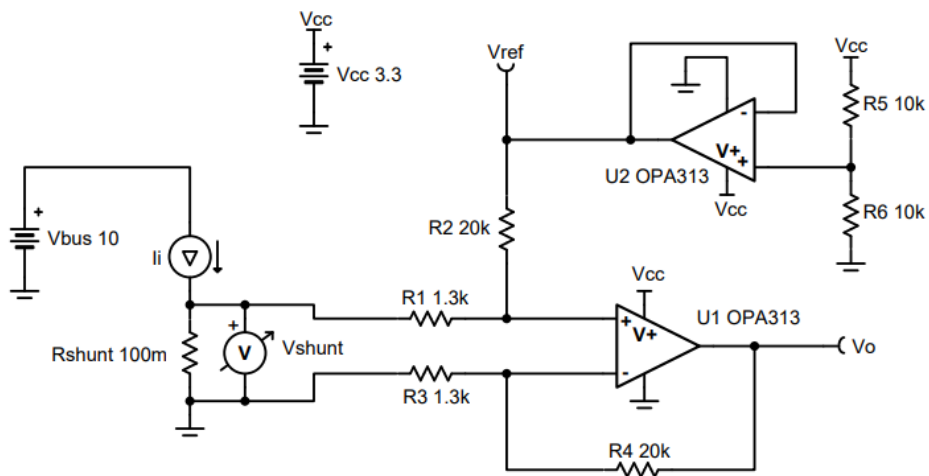 Vcc
+
Vcc 3.3
Vref
Vcc
R5 10k
-
V+
+
U2 OPA313
Vcc
R6 10k
+
Vbus 10
Ii
R2 20k
Vcc
R1 1.3k
+
V+
U1 OPA313
Vo
+
V
Rshunt 100m
Vshunt
-
R3 1.3k
R4 20k